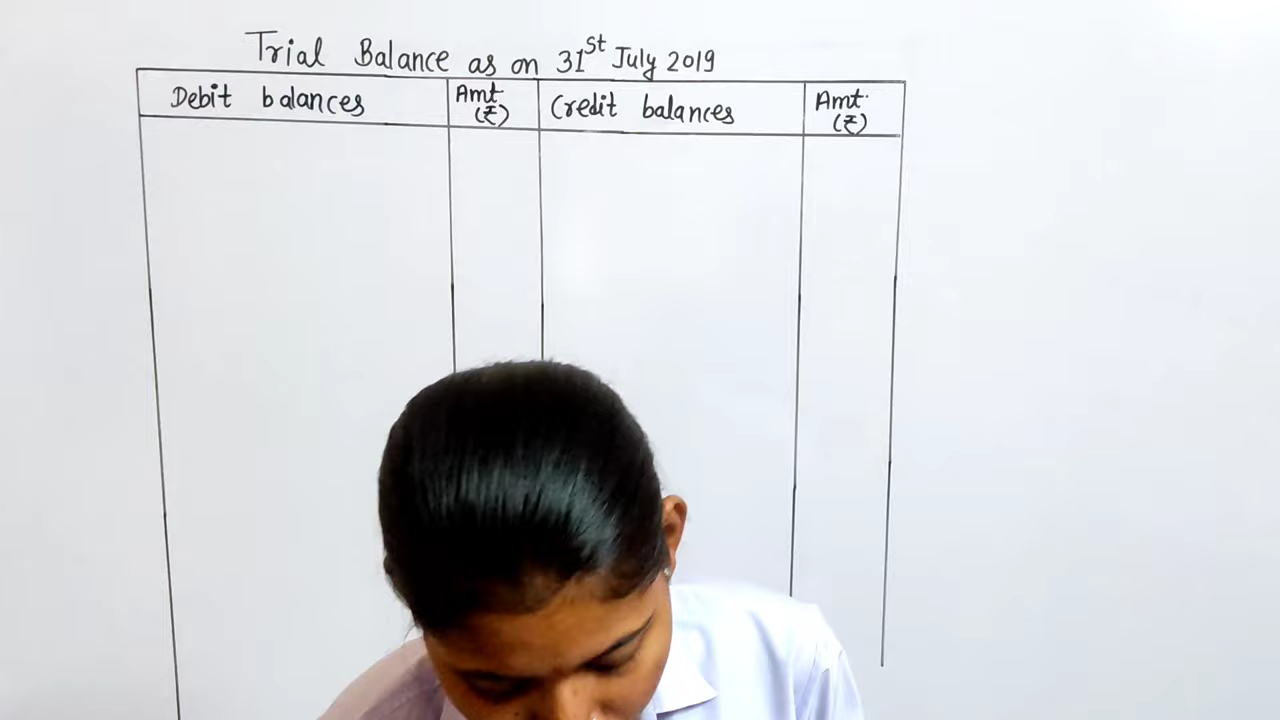 Trial Balance as on 31st July 2019
Debit balances Amt. (₹) Credit balances Amt. (₹)